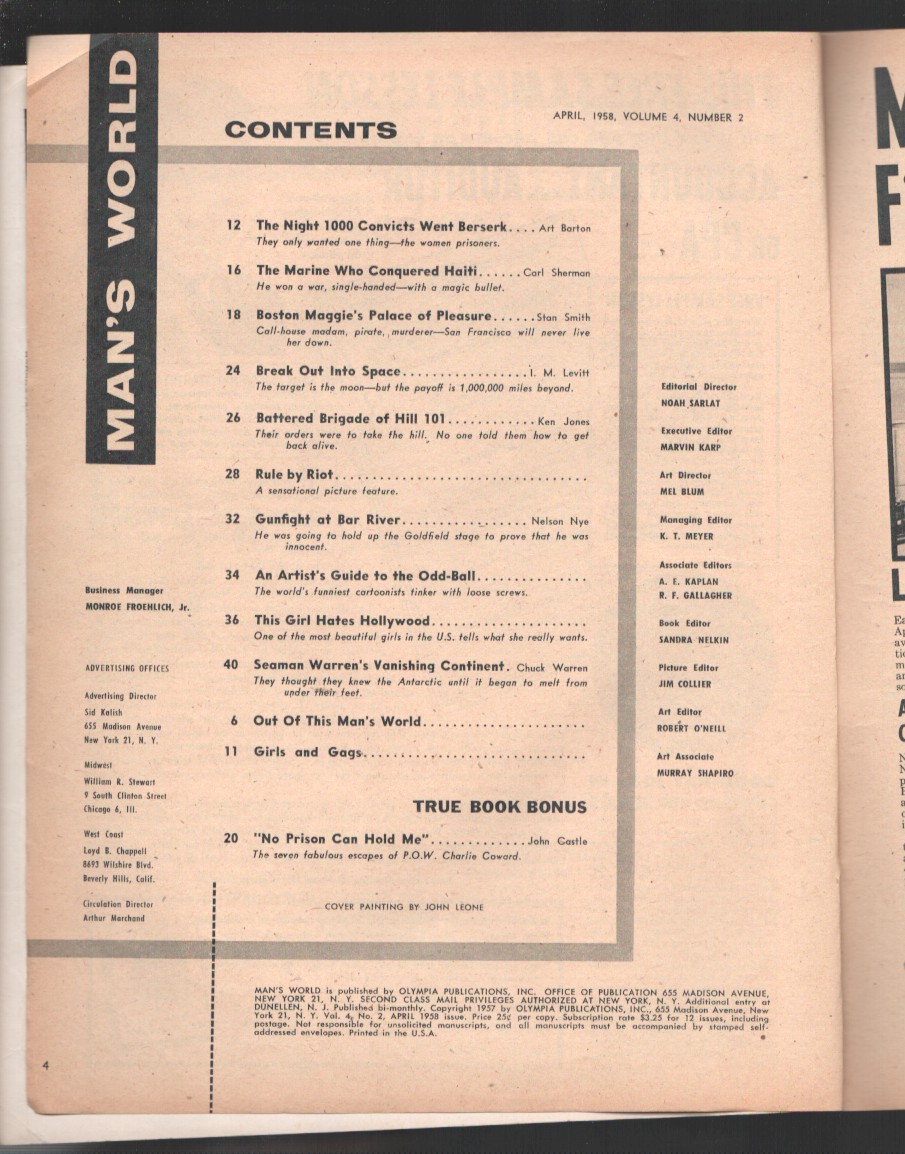 MAN'S WORLD
CONTENTS
APRIL, 1958, VOLUME 4, NUMBER 2
12 The Night 1000 Convicts Went Berserk.... Art Barton
They only wanted one thing—the women prisoners.
16 The Marine Who Conquered Haiti......Carl Sherman
He won a war, single-handed—with a magic bullet.
18 Boston Maggie's Palace of Pleasure......Stan Smith
Call-house madam, pirate, murderer—San Francisco will never live
her down.
24 Break Out Into Space.................I. M. Levitt
The target is the moon—but the payoff is 1,000,000 miles beyond.
26 Battered Brigade of Hill 101............Ken Jones
Their orders were to take the hill. No one told them how to get
back alive.
28 Rule by Riot..................................
A sensational picture feature.
32 Gunfight at Bar River................. Nelson Nye
He was going to hold up the Goldfield stage to prove that he was
innocent.
34 An Artist's Guide to the Odd-Ball...............
The world's funniest cartoonists tinker with loose screws.
36 This Girl Hates Hollywood.....................
One of the most beautiful girls in the U.S. tells what she really wants.
40 Seaman Warren's Vanishing Continent. Chuck Warren
They thought they knew the Antarctic until it began to melt from
under their feet.
6 Out Of This Man's World......................
11 Girls and Gags..............................
TRUE BOOK BONUS
20 "No Prison Can Hold Me".............John Castle
The seven fabulous escapes of P.O.W. Charlie Coward.
COVER PAINTING BY JOHN LEONE
Business Manager
MONROE FROEHLICH, Jr.
ADVERTISING OFFICES
Advertising Director
Sid Kalish
655 Madison Avenue
New York 21, N. Y.
Midwest
William R. Stewart
9 South Clinton Street
Chicago 6, Ill.
West Coast
Loyd B. Chappell
8693 Wilshire Blvd.
Beverly Hills, Calif.
Circulation Director
Arthur Marchand
Editorial Director
NOAH SARLAT
Executive Editor
MARVIN KARP
Art Director
MEL BLUM
Managing Editor
K. T. MEYER
Associate Editors
A. E. KAPLAN
R. F. GALLAGHER
Book Editor
SANDRA NELKIN
Picture Editor
JIM COLLIER
Art Editor
ROBERT O'NEILL
Art Associate
MURRAY SHAPIRO
MAN'S WORLD is published by OLYMPIA PUBLICATIONS, INC. OFFICE OF PUBLICATION 655 MADISON AVENUE,
NEW YORK 21, N. Y. SECOND CLASS MAIL PRIVILEGES AUTHORIZED AT NEW YORK, N. Y. Additional entry at
DUNELLEN, N. J. Published bi-monthly. Copyright 1957 by OLYMPIA PUBLICATIONS, INC., 655 Madison Avenue, New
York 21, N. Y. Vol. 4, No. 2, APRIL 1958 issue. Price 25c per copy. Subscription rate $3.25 for 12 issues, including
postage. Not responsible for unsolicited manuscripts, and all manuscripts must be accompanied by stamped self-
addressed envelopes. Printed in the U.S.A.
4